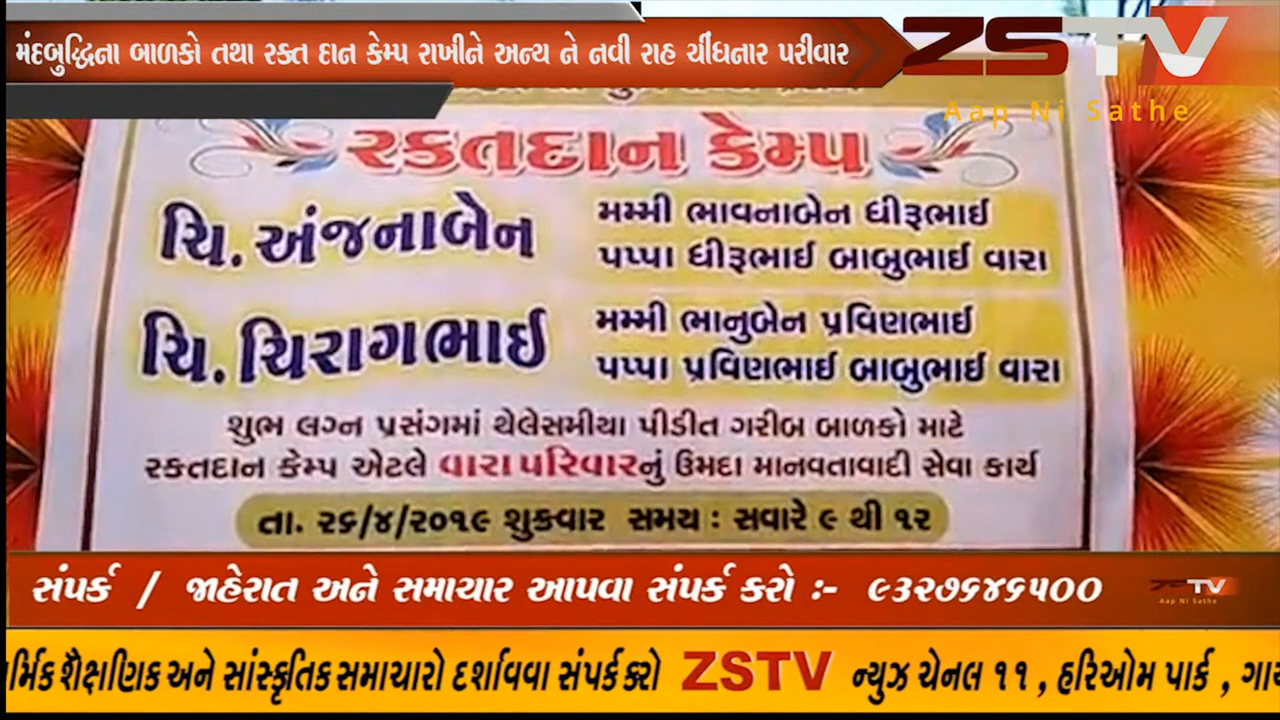 મંદબુદ્ધિના બાળકો તથા રક્ત દાન કેમ્પ રાખીને અન્ય ને નવી રાહ ચીંધનાર પરીવાર
ZSTV
Aap Ni Sathe
રક્તદાન કેમ્પ
ચિ. અંજનાબેન
મમ્મી ભાવનાબેન ધીરૂભાઈ
પપ્પા ધીરૂભાઈ બાબુભાઈ વારા
ચિ. ચિરાગભાઈ
મમ્મી ભાનુબેન પ્રવિણભાઈ
પપ્પા પ્રવિણભાઈ બાબુભાઈ વારા
શુભ લગ્ન પ્રસંગમાં થેલેસમીયા પીડીત ગરીબ બાળકો માટે
રકતદાન કેમ્પ એટલે વારા પરિવારનું ઉમદા માનવતાવાદી સેવા કાર્ય
તા. ૨૬/૪/૨૦૧૯ શુક્રવાર સમય : સવારે ૯ થી ૧૨
સંપર્ક / જાહેરાત અને સમાચાર આપવા સંપર્ક કરો :- ૯૩૨૭૬૪૬૫૦૦
ZSTV
Aap Ni Sathe
ર્મિક શૈક્ષાણિક અને સાંસ્કૃતિક સમાચારો દર્શાવવા સંપર્ક કરો ZSTV ન્યુઝ ચેનલ ૧૧ , હરિઓમ પાર્ક ,